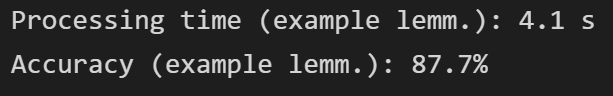 Processing time (example lemm.): 4.1 s
Accuracy (example lemm.): 87.7%